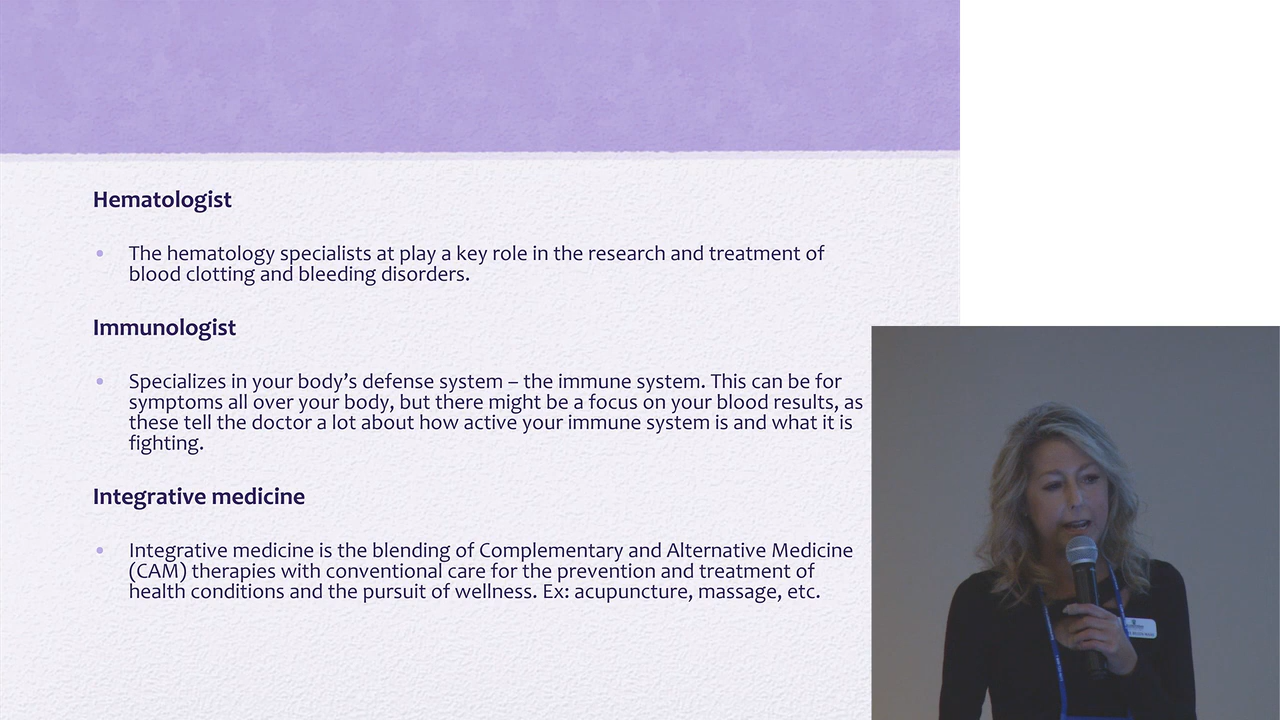 Hematologist
• The hematology specialists at play a key role in the research and treatment of
blood clotting and bleeding disorders.
Immunologist
• Specializes in your body's defense system – the immune system. This can be for
symptoms all over your body, but there might be a focus on your blood results, as
these tell the doctor a lot about how active your immune system is and what it is
fighting.
Integrative medicine
• Integrative medicine is the blending of Complementary and Alternative Medicine
(CAM) therapies with conventional care for the prevention and treatment of
health conditions and the pursuit of wellness. Ex: acupuncture, massage, etc.